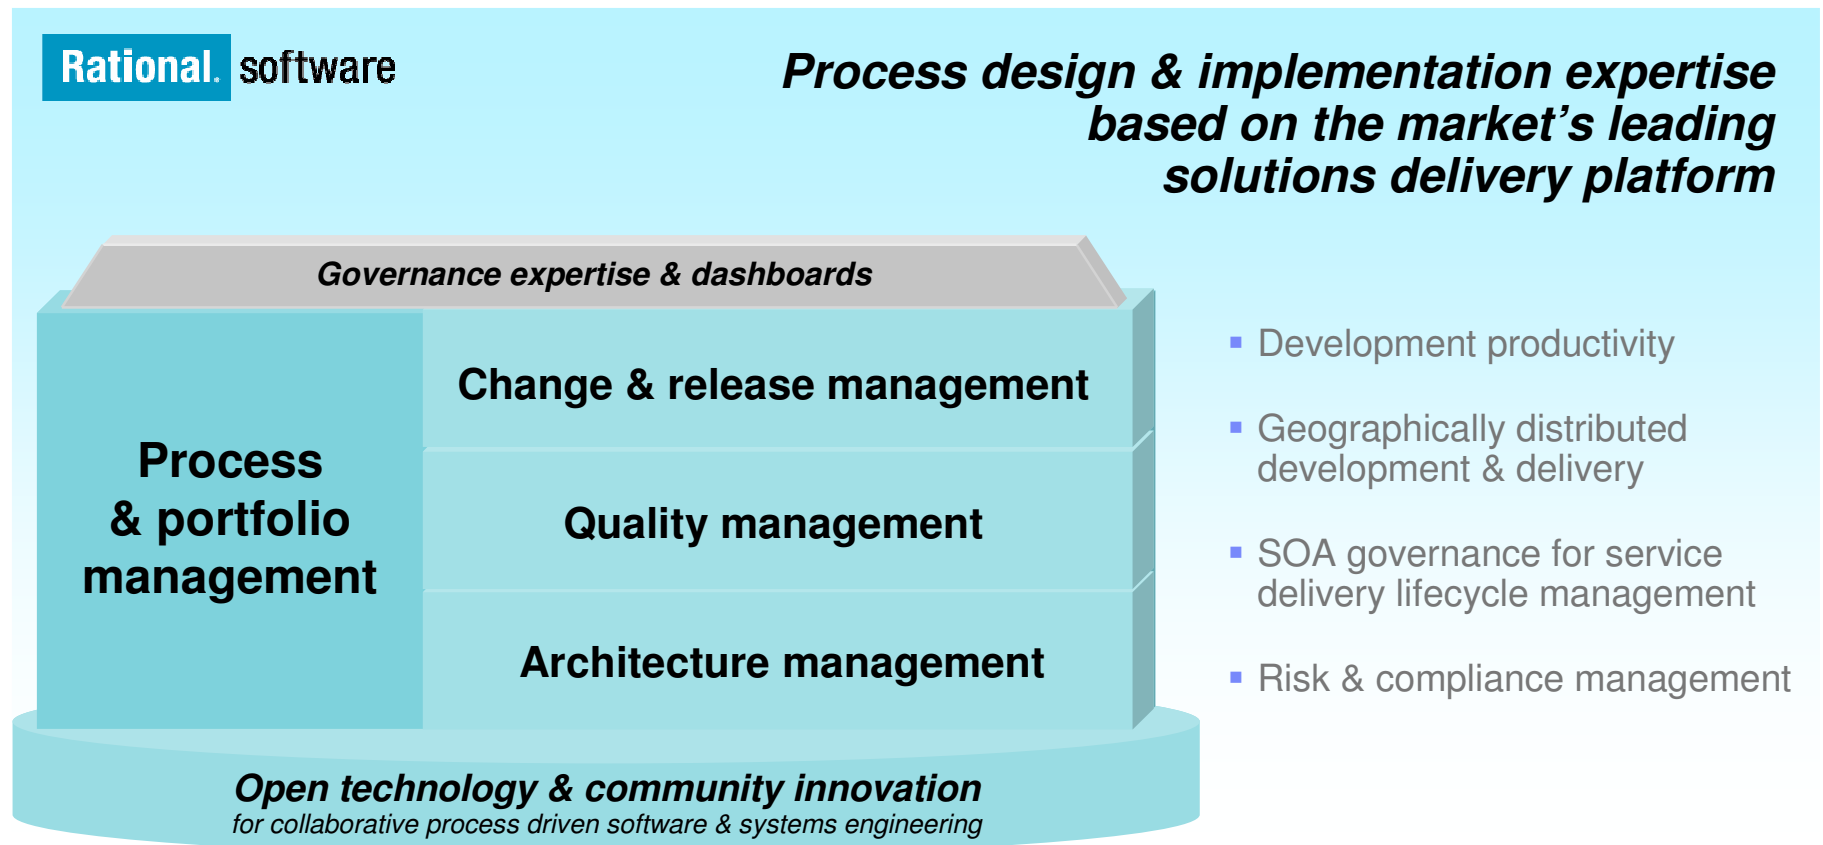 Rational. software
Process design & implementation expertise
based on the market’s leading
solutions delivery platform
Governance expertise & dashboards
Process
& portfolio
management
Change & release management
Quality management
Architecture management
Open technology & community innovation
for collaborative process driven software & systems engineering
▪ Development productivity
▪ Geographically distributed
development & delivery
▪ SOA governance for service
delivery lifecycle management
▪ Risk & compliance management